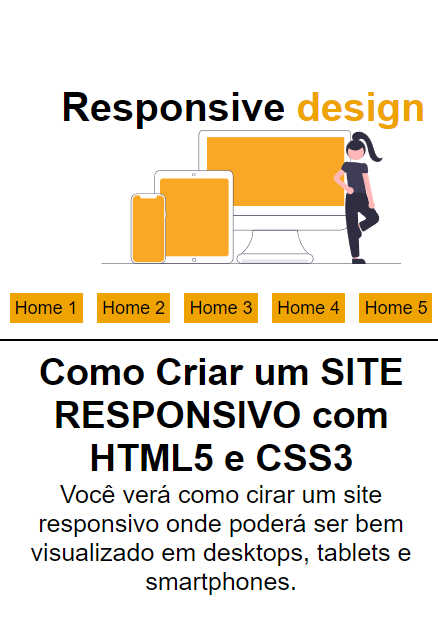 Responsive design
Home 1 Home 2 Home 3 Home 4 Home 5
Como Criar um SITE
RESPONSIVO com
HTML5 e CSS3
Você verá como cirar um site
responsivo onde poderá ser bem
visualizado em desktops, tablets e
smartphones.